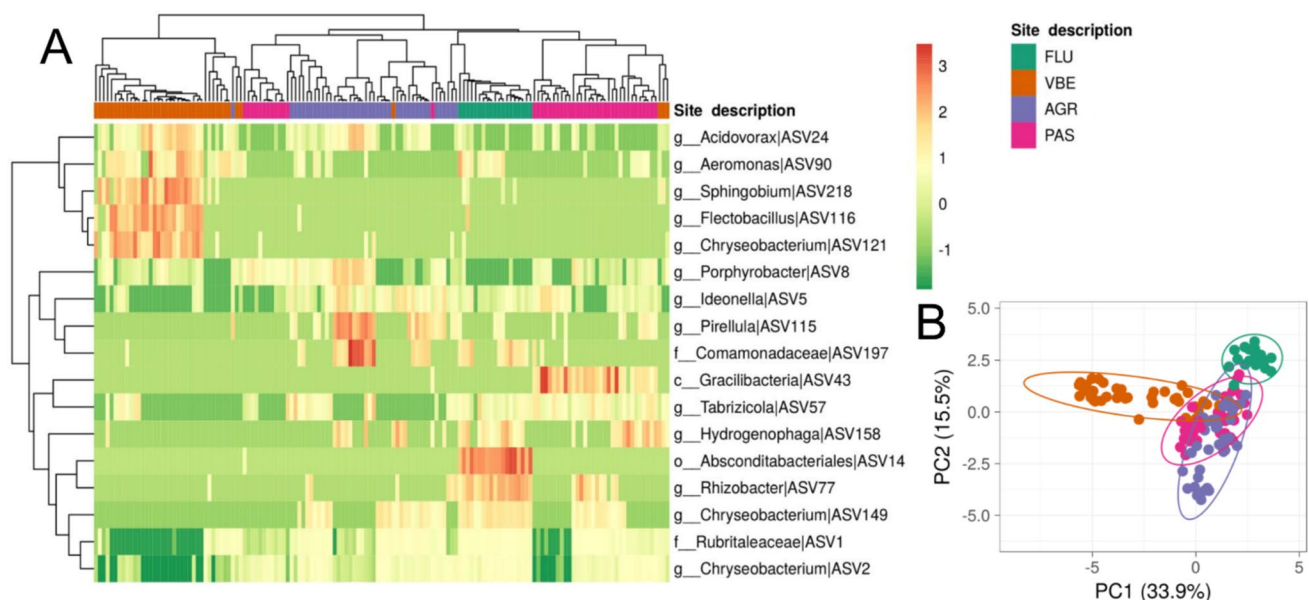 A
Site description
g__Acidovorax|ASV24
g__Aeromonas|ASV90
g__Sphingobium|ASV218
g__Flectobacillus|ASV116
g__Chryseobacterium|ASV121
g__Porphyrobacter|ASV8
g__Ideonella|ASV5
g__Pirellula|ASV115
f__Comamonadaceae|ASV197
c__Gracilibacteria|ASV43
g__Tabrizicola|ASV57
g__Hydrogenophaga|ASV158
o__Absconditabacteriales|ASV14
g__Rhizobacter|ASV77
g__Chryseobacterium|ASV149
f__Rubritaleaceae|ASV1
g__Chryseobacterium|ASV2
3
2
1
0
-1
Site description
FLU
VBE
AGR
PAS
B
5.0
2.5
0.0
-2.5
-5.0
PC2 (15.5%)
-5
0
5
PC1 (33.9%)